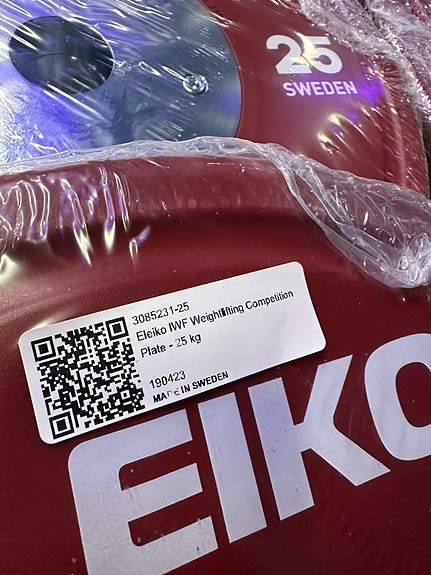 25
SWEDEN
3085231-25
Eleiko IWF Weightlifting Competition
Plate - 25 kg
190423
MADE IN SWEDEN
EIKO